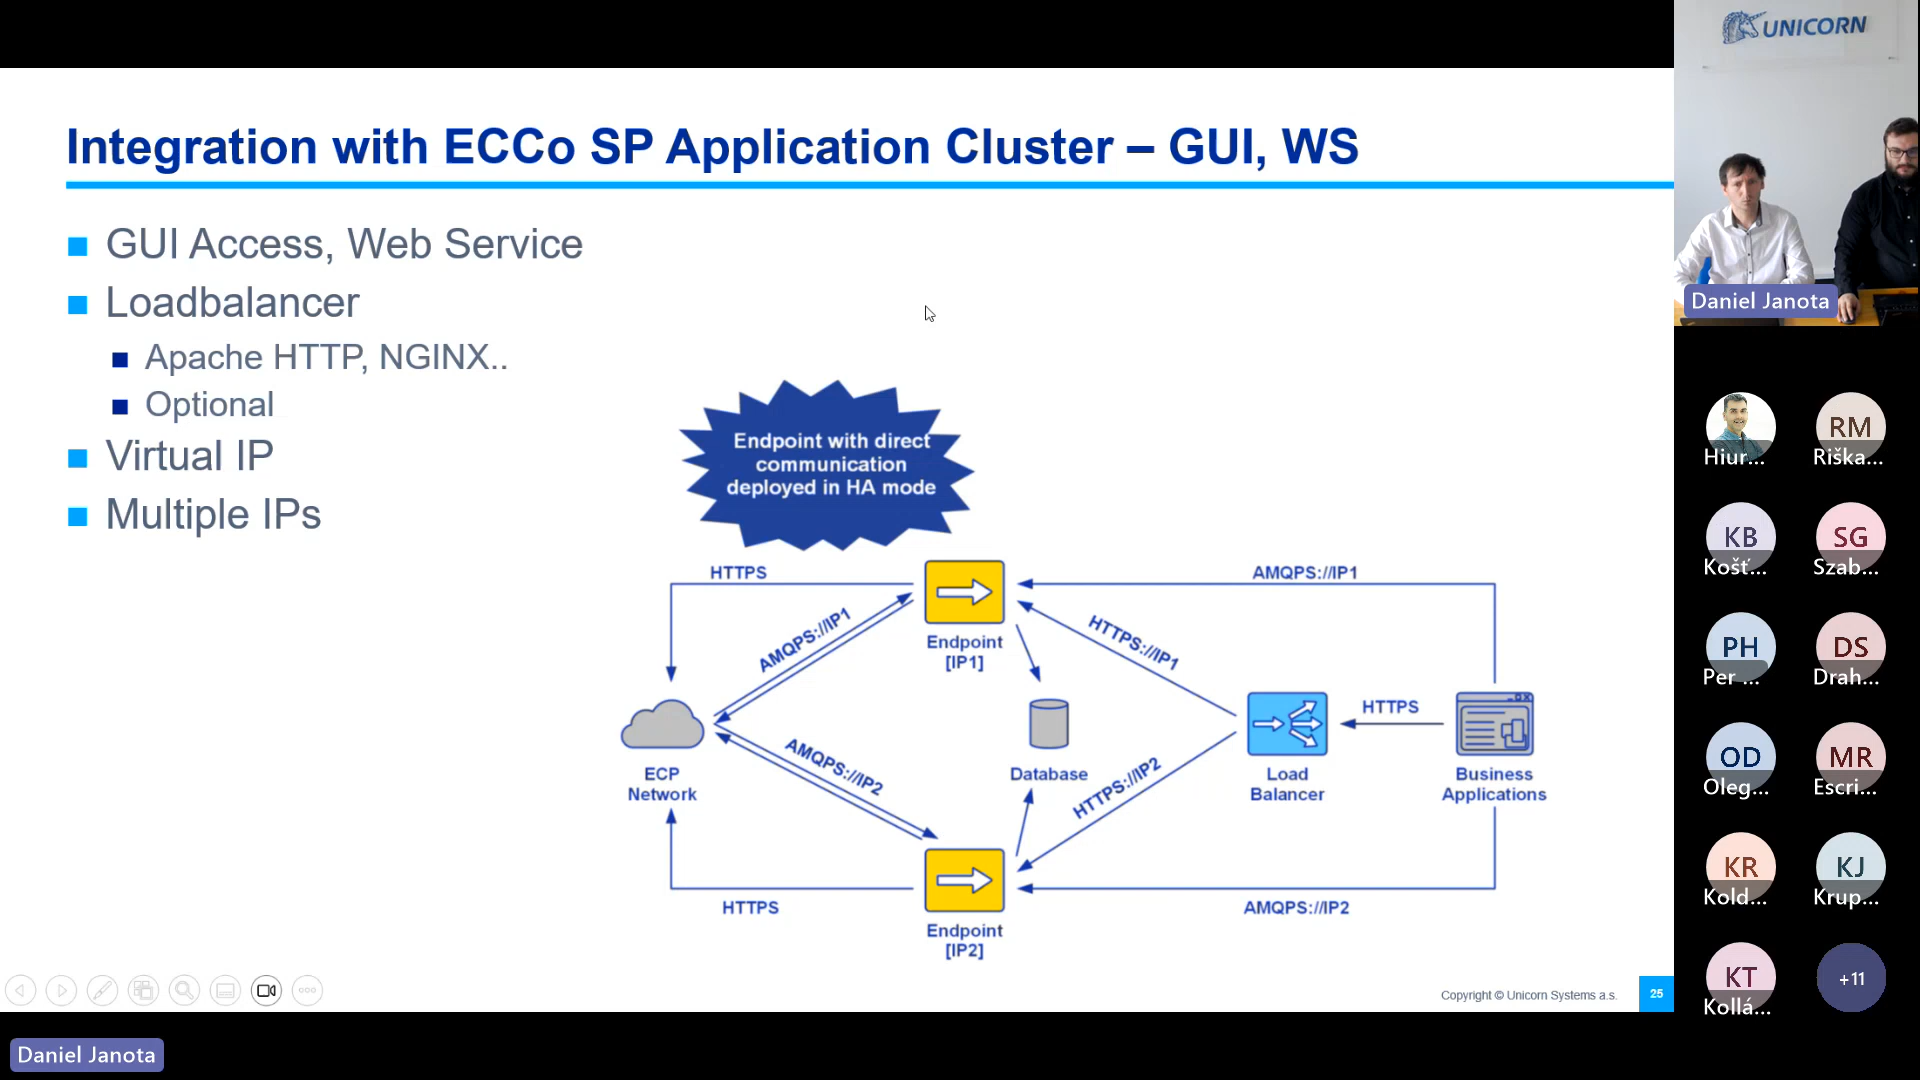 UNICORN
Integration with ECCo SP Application Cluster – GUI, WS
GUI Access, Web Service
Loadbalancer
Apache HTTP, NGINX..
Optional
Virtual IP
Multiple IPs
Endpoint with direct
communication
deployed in HA mode
HTTPS
AMQPS://IP1
AMQPS://IP1
HTTPS://IP1
Endpoint
[IP1]
HTTPS
AMQPS://IP2
HTTPS://IP2
ECP
Network
Database
Load
Balancer
Business
Applications
HTTPS
AMQPS://IP2
Endpoint
[IP2]
Copyright © Unicorn Systems a.s.
25
Daniel Janota
Daniel Janota
Hiur...
RM
Riška...
KB
Košť...
SG
Szab...
PH
Per ...
DS
Drah...
OD
Oleg...
MR
Escri...
KR
Kold...
KJ
Krup...
KT
Kollá...
+11